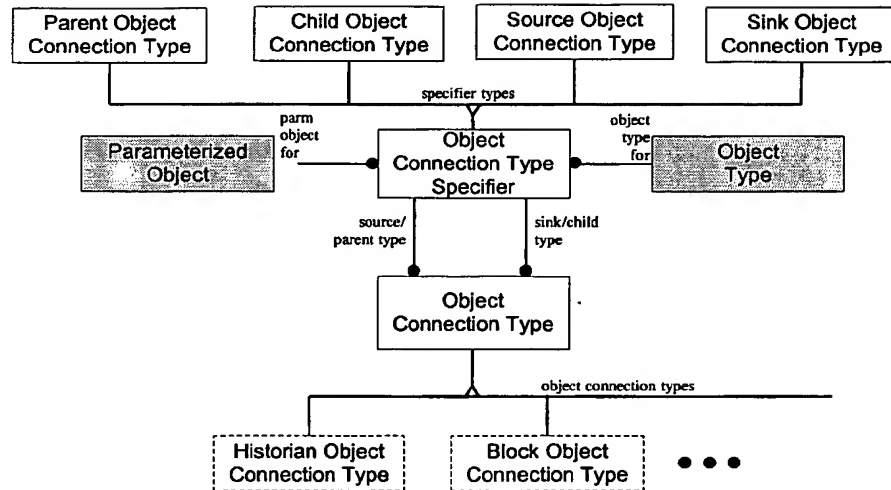 Parent Object
Connection Type
Child Object
Connection Type
Source Object
Connection Type
Sink Object
Connection Type
specifier types
parm
object
for
object
type
for
Parameterized
Object
Object
Connection Type
Specifier
Object
Type
source/
parent type
sink/child
type
Object
Connection Type
object connection types
Historian Object
Connection Type
Block Object
Connection Type